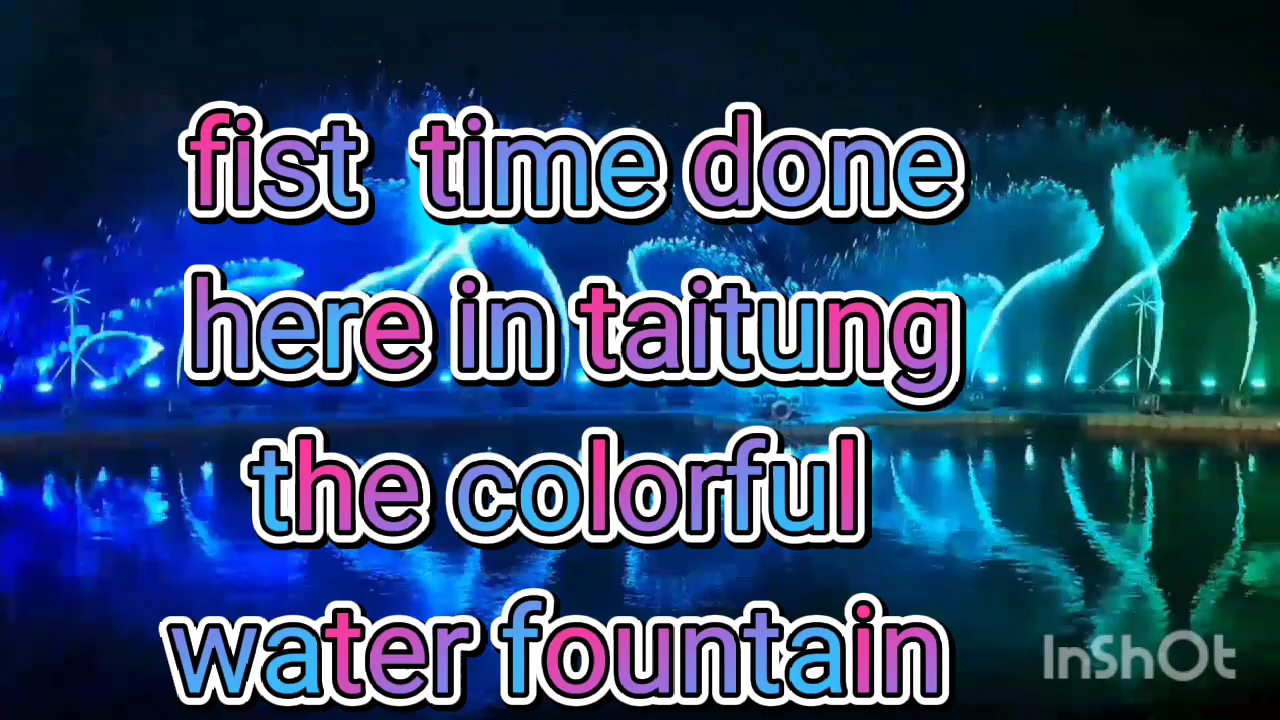 fist time done
here in taitung
the colorful
water fountain
InShOt